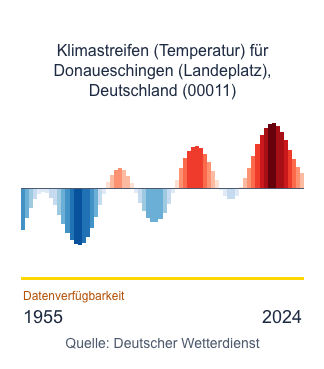 Klimastreifen (Temperatur) für
Donaueschingen (Landeplatz),
Deutschland (00011)
Datenverfügbarkeit
1955 2024
Quelle: Deutscher Wetterdienst